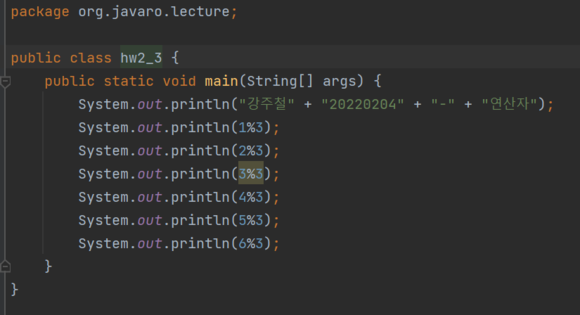 package org.javaro.lecture;
public class hw2_3 {
public static void main(String[] args) {
System.out.println("강주철" + "20220204" + "-" + "연산자");
System.out.println(1%3);
System.out.println(2%3);
System.out.println(3%3);
System.out.println(4%3);
System.out.println(5%3);
System.out.println(6%3);
}
}